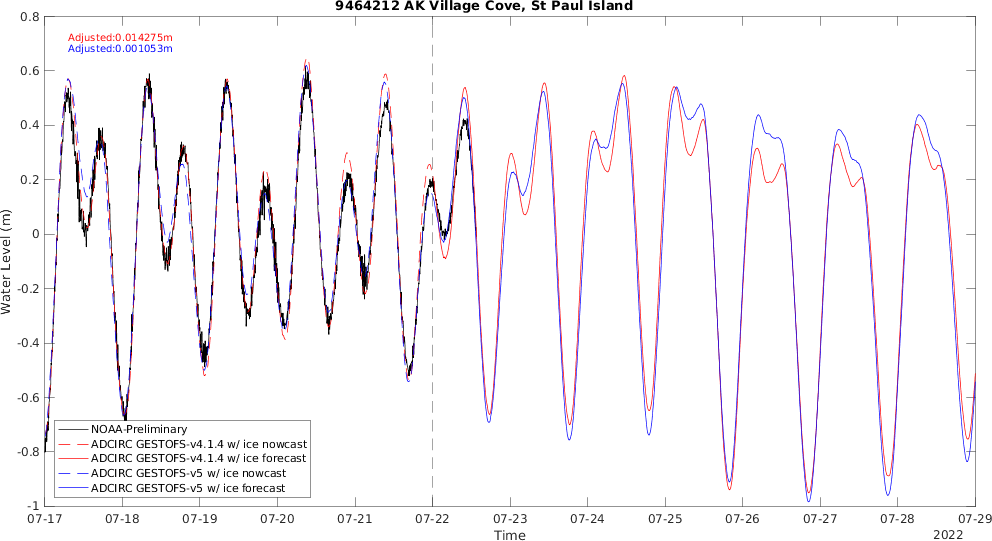 9464212 AK Village Cove, St Paul Island
Adjusted:0.014275m
Adjusted:0.001053m
Water Level (m)
0.8
0.6
0.4
0.2
0
-0.2
-0.4
-0.6
-0.8
-1
NOAA-Preliminary
ADCIRC GESTOFS-v4.1.4 w/ ice nowcast
ADCIRC GESTOFS-v4.1.4 w/ ice forecast
ADCIRC GESTOFS-v5 w/ ice nowcast
ADCIRC GESTOFS-v5 w/ ice forecast
07-17 07-18 07-19 07-20 07-21 07-22 07-23 07-24 07-25 07-26 07-27 07-28 07-29
Time
2022